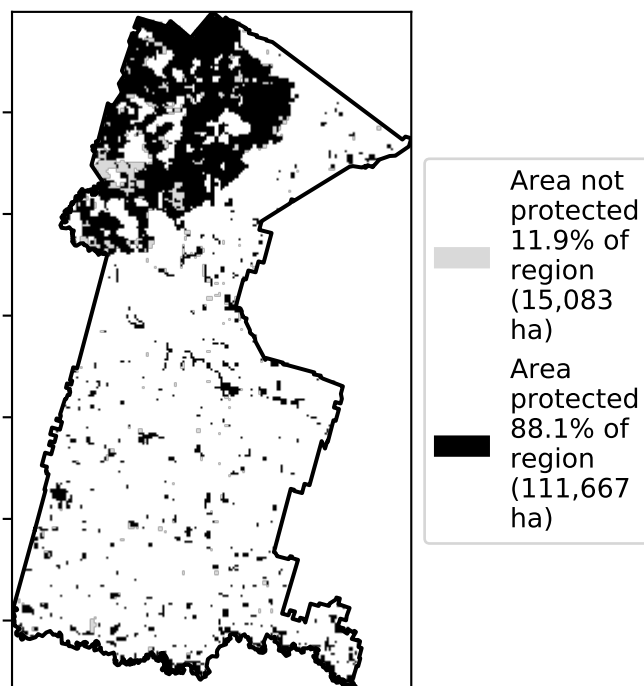 Area not
protected
11.9% of
region
(15,083
ha)
Area
protected
88.1% of
region
(111,667
ha)